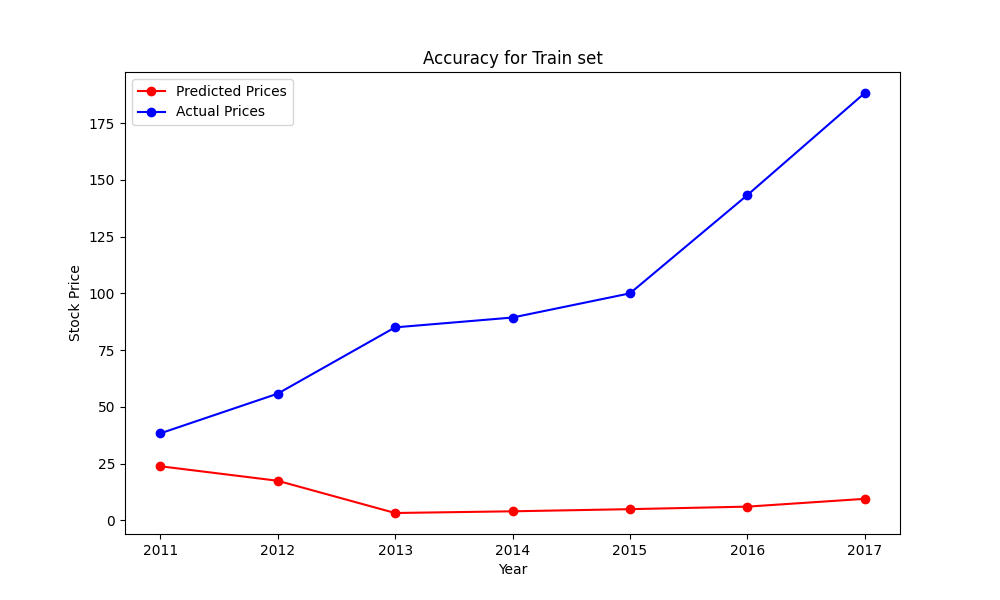 Accuracy for Train set
Predicted Prices
Actual Prices
175
150
125
100
75
50
25
0
Stock Price
2011 2012 2013 2014 2015 2016 2017
Year